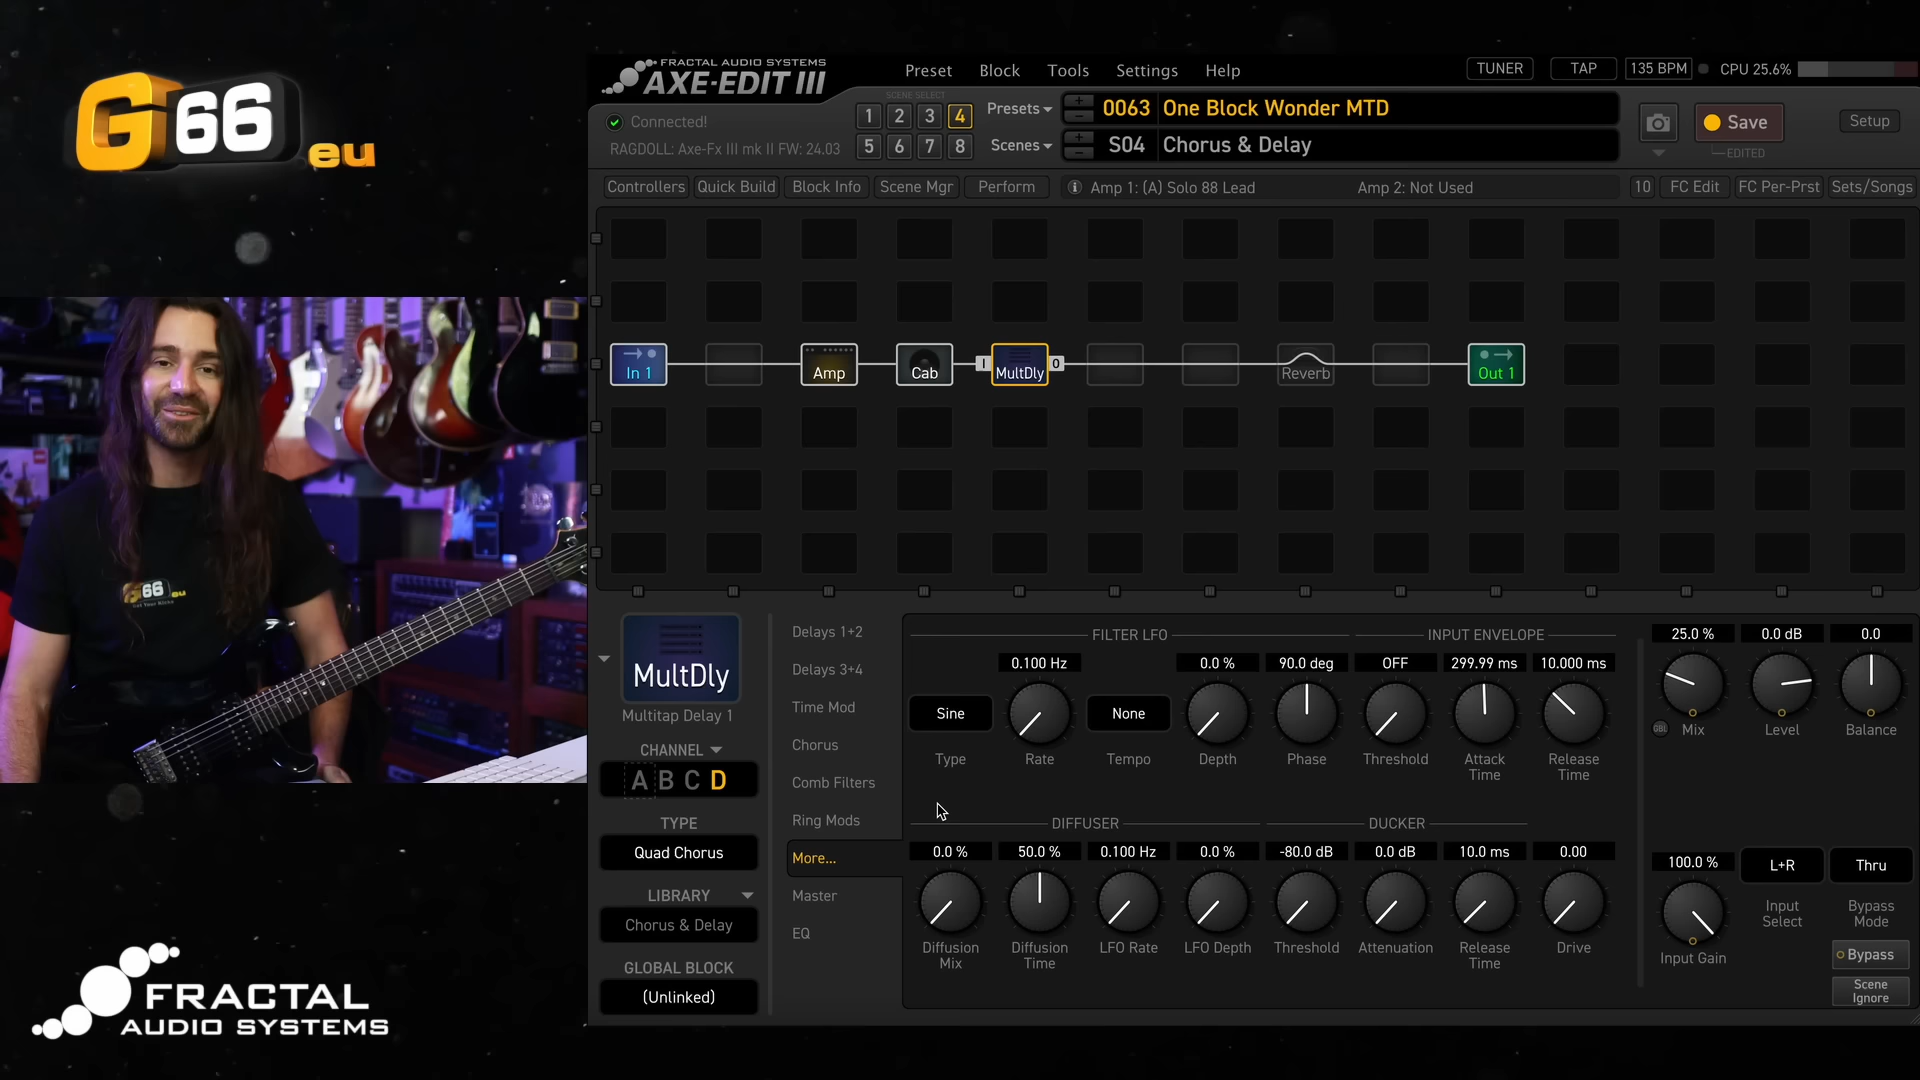 G66
eu
FRACTAL AUDIO SYSTEMS
AXE-EDIT III
Preset Block Tools Settings Help
TUNER TAP 135 BPM CPU 25.6%
Connected!
RAGDOLL: Axe-Fx III mk II FW: 24.03
SCENE SELECT
1 2 3 4
5 6 7 8
Presets
0063 One Block Wonder MTD
Scenes
S04 Chorus & Delay
Save
EDITED
Setup
Controllers Quick Build Block Info Scene Mgr Perform
Amp 1: (A) Solo 88 Lead Amp 2: Not Used
10 FC Edit FC Per-Prst Sets/Songs
In 1 Amp Cab I MultDly O Reverb Out 1
G66.eu
MultDly
Multitap Delay 1
CHANNEL
A B C D
TYPE
Quad Chorus
LIBRARY
Chorus & Delay
GLOBAL BLOCK
(Unlinked)
Delays 1+2
Delays 3+4
Time Mod
Chorus
Comb Filters
Ring Mods
More...
Master
EQ
FILTER LFO INPUT ENVELOPE
0.100 Hz 0.0 % 90.0 deg OFF 299.99 ms 10.000 ms
Sine None
Type Rate Tempo Depth Phase Threshold Attack Time Release Time
DIFFUSER DUCKER
0.0 % 50.0 % 0.100 Hz 0.0 % -80.0 dB 0.0 dB 10.0 ms 0.00
Diffusion Mix Diffusion Time LFO Rate LFO Depth Threshold Attenuation Release Time Drive
25.0 % 0.0 dB 0.0
GBL Mix Level Balance
100.0 % L+R Thru
Input Gain Input Select Bypass Mode
Bypass
Scene Ignore
FRACTAL
AUDIO SYSTEMS